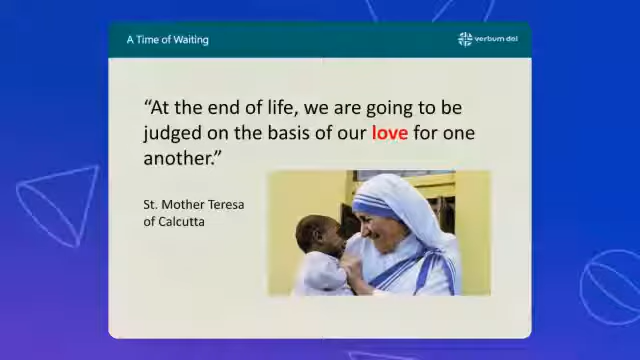 A Time of Waiting
verbum dei
“At the end of life, we are going to be
judged on the basis of our love for one
another.”
St. Mother Teresa
of Calcutta